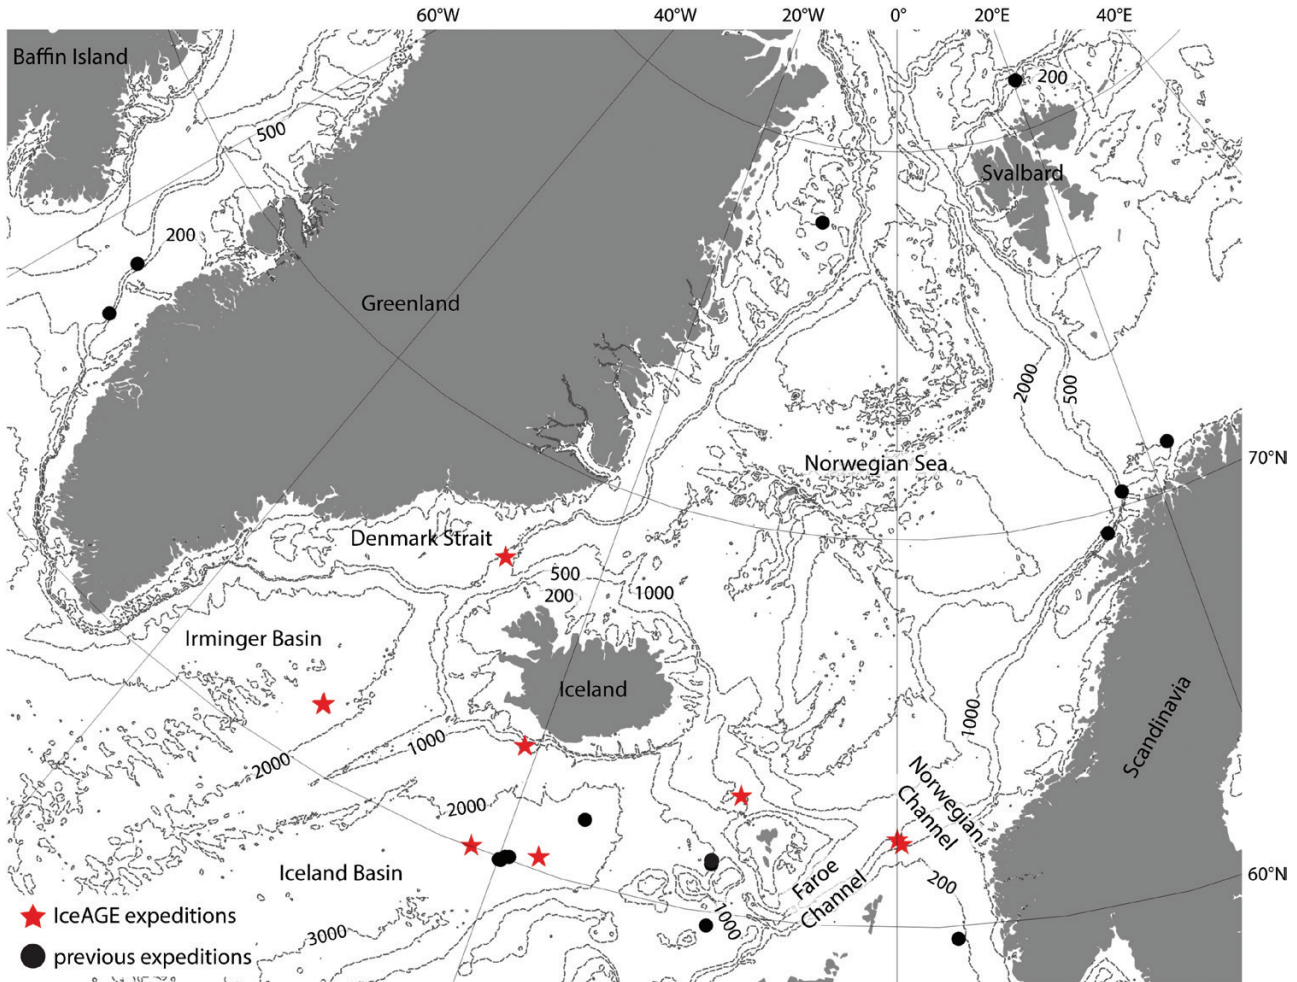 60°W
40°W
20°W
0°
20°E
40°E
Baffin Island
200
500
Svalbard
200
Greenland
2000
500
Norwegian Sea
70°N
Denmark Strait
500
200
1000
Irminger Basin
Iceland
1000
Scandinavia
1000
2000
Norwegian
Channel
2000
Iceland Basin
Faroe
Channel
200
60°N
IceAGE expeditions
1000
3000
previous expeditions